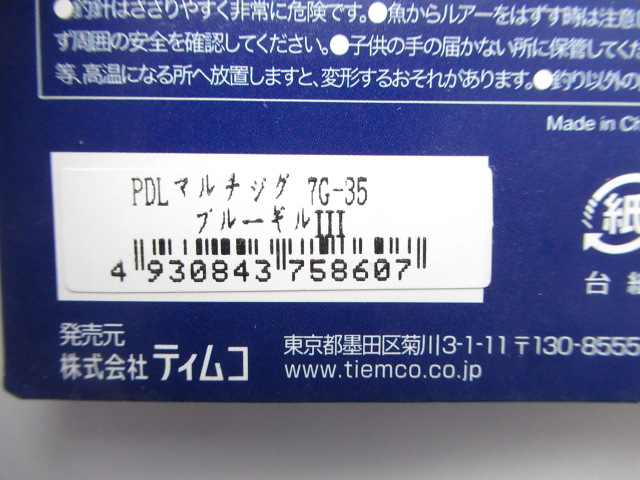 ●釣針はささりやすく非常に危険です。●魚からルアーをはずす時は注意
ず周囲の安全を確認してください。●子供の手の届かない所に保管してくだ
等、高温になる所へ放置しますと、変形するおそれがあります。●釣り以外の
Made in Ch
PDLマルチジグ 7G-35
ブルーギルIII
4 930843 758607
紙
台紙
発売元
株式会社 ティムコ
東京都墨田区菊川3-1-11 〒130-8555
www.tiemco.co.jp